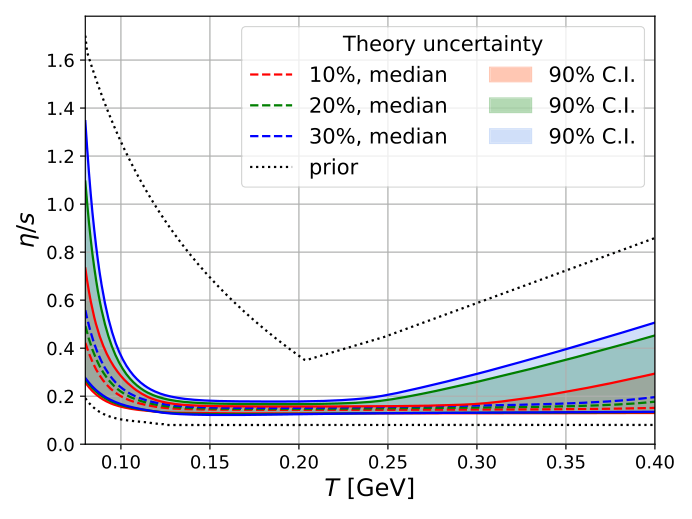 Theory uncertainty
10%, median 90% C.I.
20%, median 90% C.I.
30%, median 90% C.I.
prior
1.6
1.4
1.2
1.0
0.8
0.6
0.4
0.2
0.0
η/s
0.10 0.15 0.20 0.25 0.30 0.35 0.40
T [GeV]